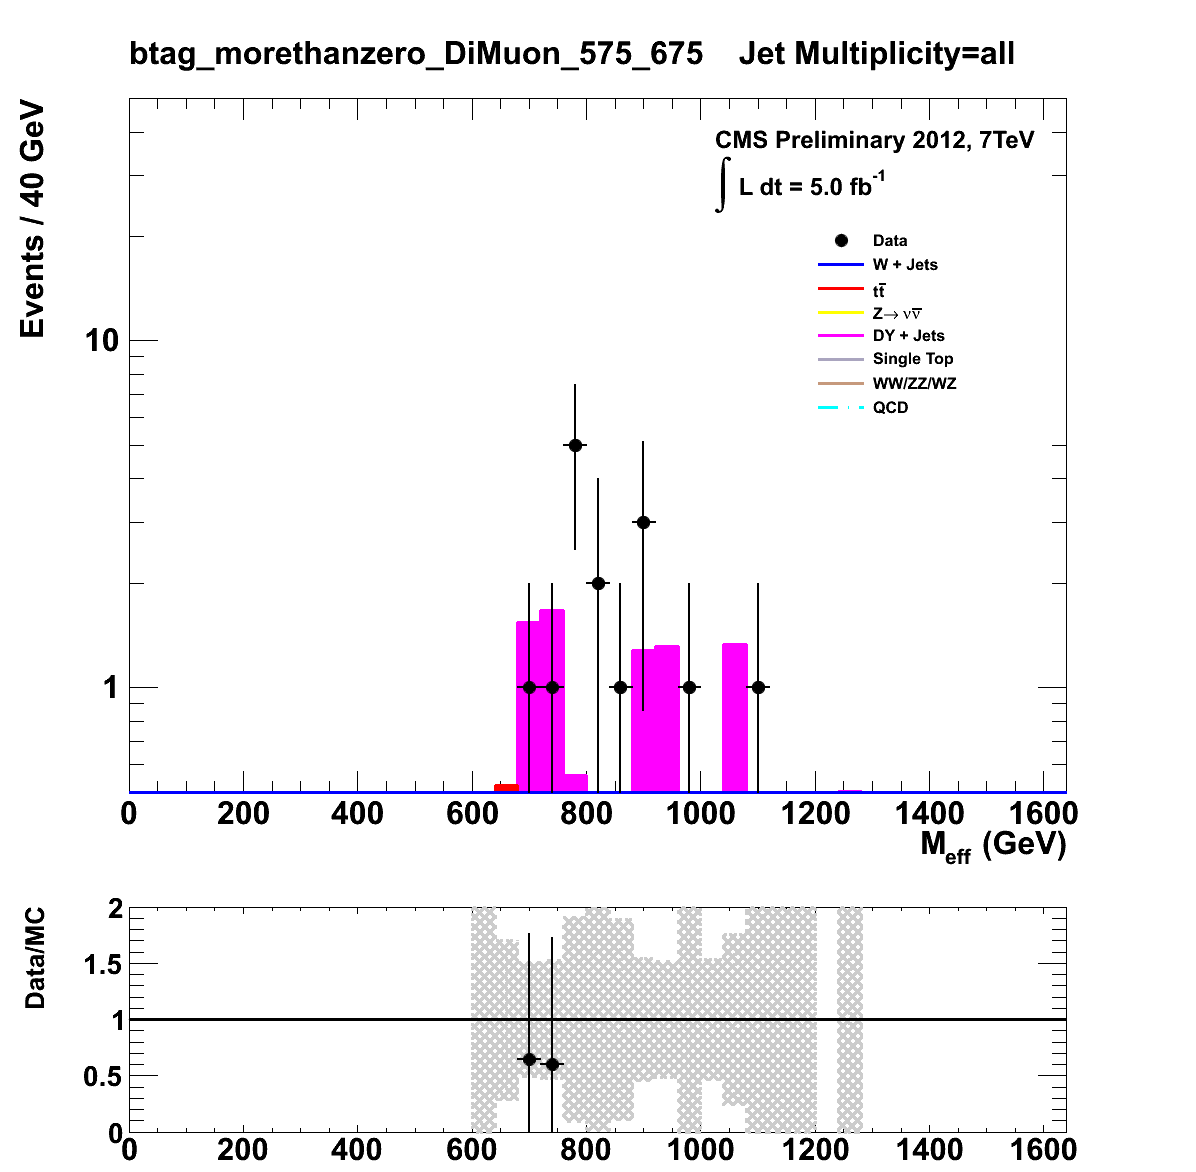 btag_morethanzero_DiMuon_575_675 Jet Multiplicity=all
Events / 40 GeV
CMS Preliminary 2012, 7TeV
∫ L dt = 5.0 fb⁻¹
Data
W + Jets
tt̅
Z→ νν̅
DY + Jets
Single Top
WW/ZZ/WZ
QCD
10
1
0 200 400 600 800 1000 1200 1400 1600
M_eff (GeV)
Data/MC
2
1.5
1
0.5
0
0 200 400 600 800 1000 1200 1400 1600